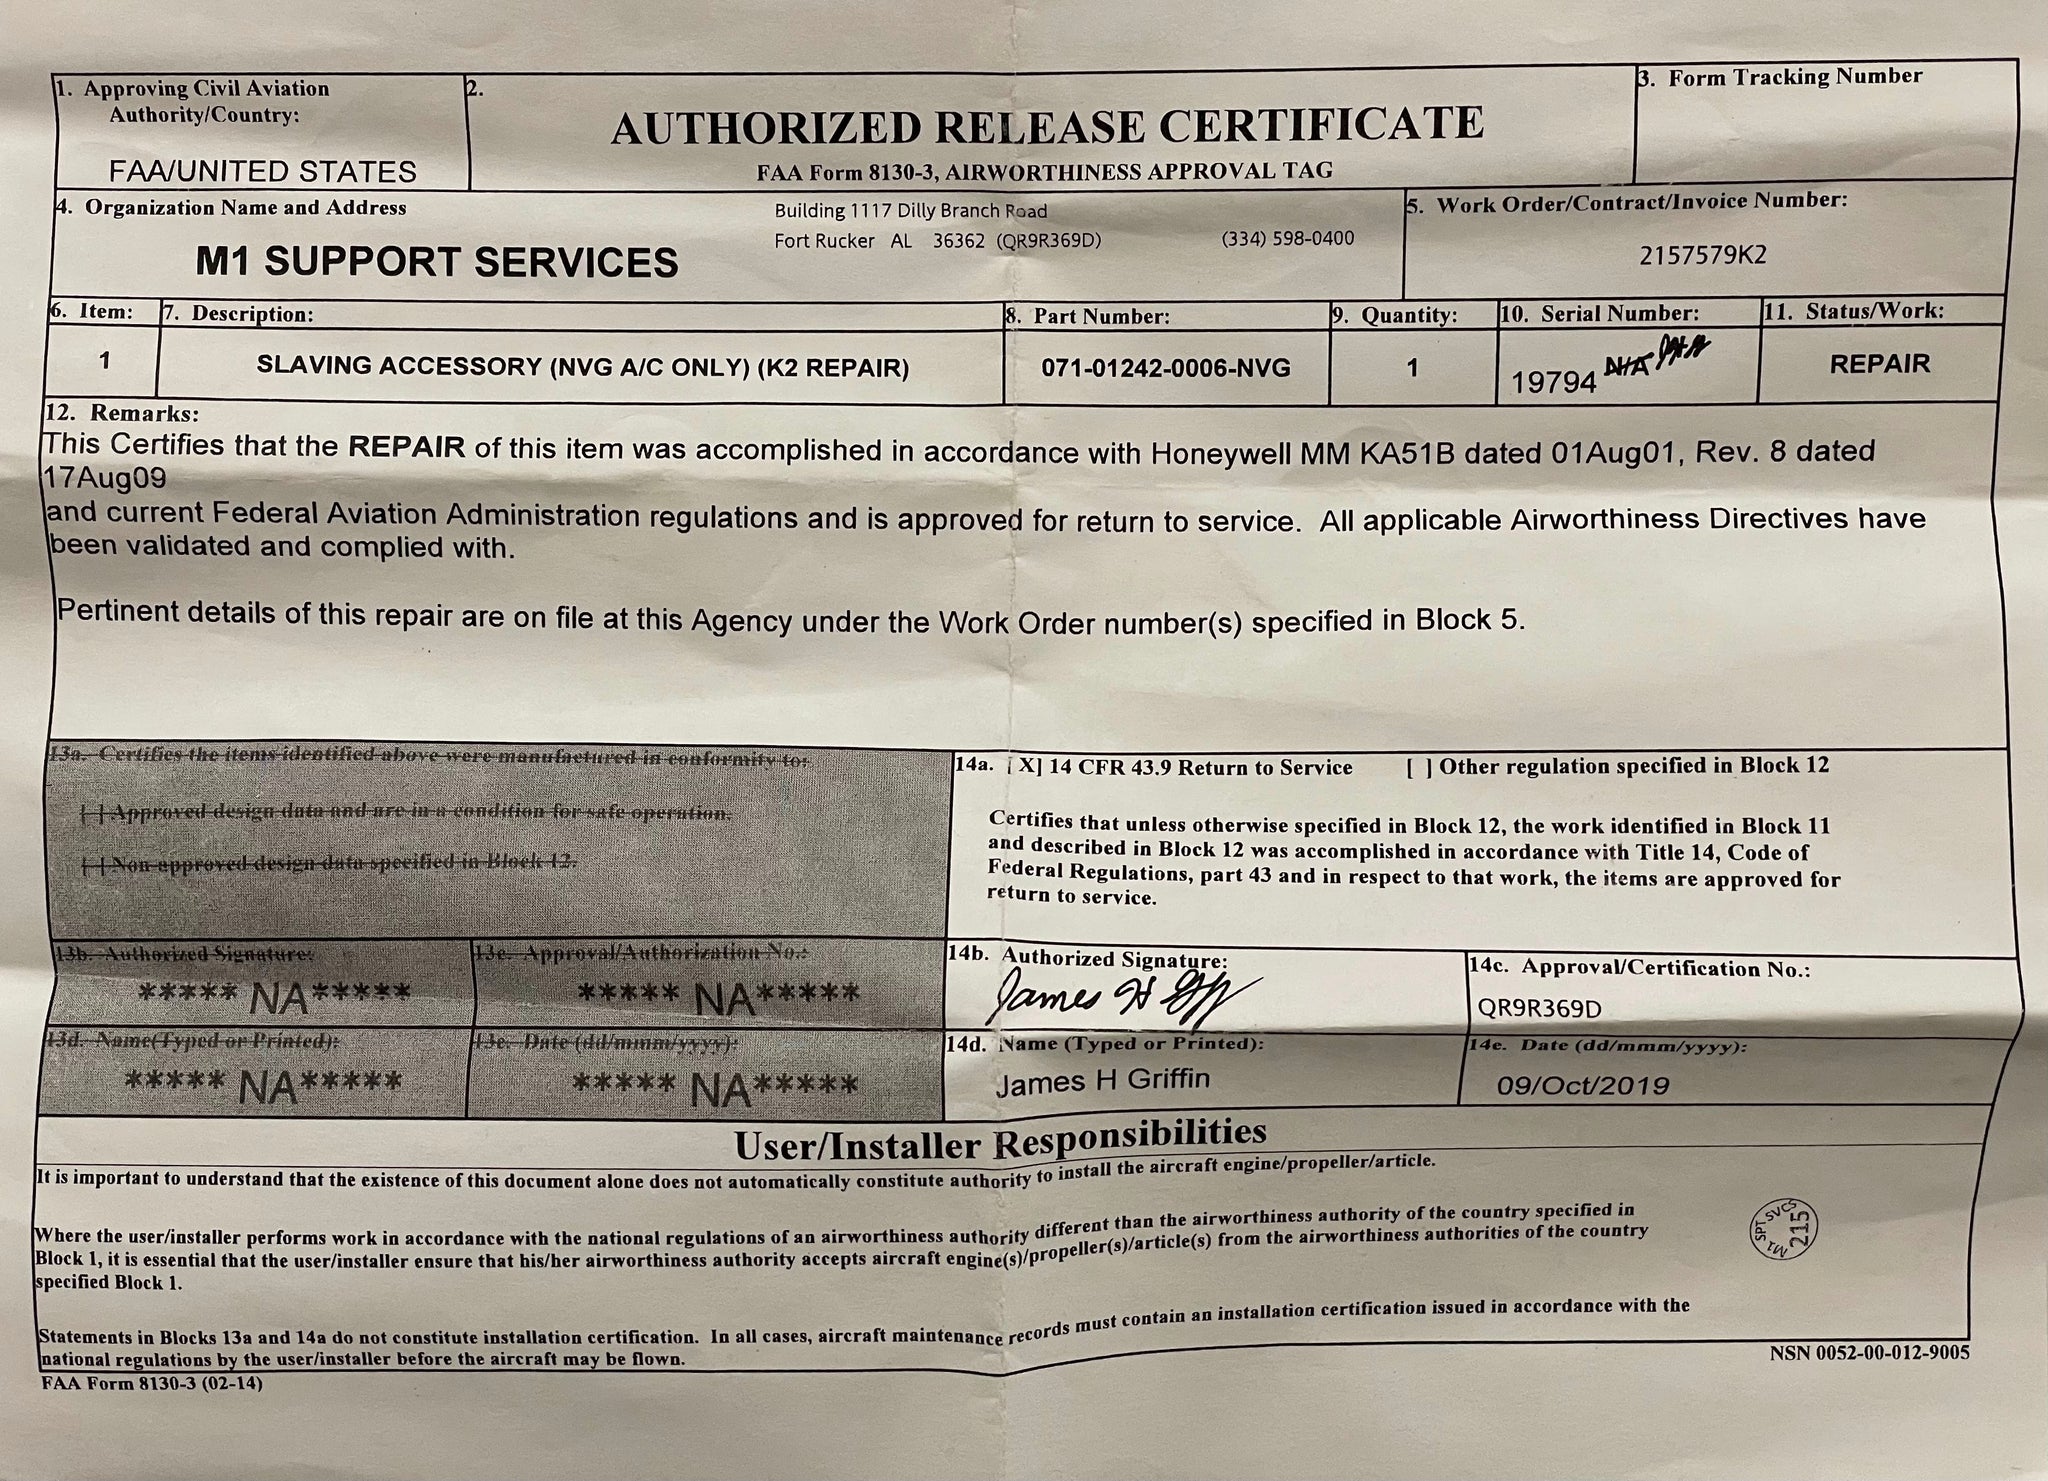 1. Approving Civil Aviation
Authority/Country:
FAA/UNITED STATES
2.
AUTHORIZED RELEASE CERTIFICATE
FAA Form 8130-3, AIRWORTHINESS APPROVAL TAG
3. Form Tracking Number
4. Organization Name and Address
M1 SUPPORT SERVICES
Building 1117 Dilly Branch Road
Fort Rucker AL 36362 (QR9R369D) (334) 598-0400
5. Work Order/Contract/Invoice Number:
2157579K2
6. Item: 7. Description: 8. Part Number: 9. Quantity: 10. Serial Number: 11. Status/Work:
1 SLAVING ACCESSORY (NVG A/C ONLY) (K2 REPAIR) 071-01242-0006-NVG 1 19794 N/A REPAIR
12. Remarks:
This Certifies that the REPAIR of this item was accomplished in accordance with Honeywell MM KA51B dated 01Aug01, Rev. 8 dated
17Aug09
and current Federal Aviation Administration regulations and is approved for return to service. All applicable Airworthiness Directives have
been validated and complied with.
Pertinent details of this repair are on file at this Agency under the Work Order number(s) specified in Block 5.
13a. Certifies the items identified above were manufactured in conformity to:
[ ] Approved design data and are in a condition for safe operation.
[ ] Non-approved design data specified in Block 12.
14a. [ X] 14 CFR 43.9 Return to Service [ ] Other regulation specified in Block 12
Certifies that unless otherwise specified in Block 12, the work identified in Block 11
and described in Block 12 was accomplished in accordance with Title 14, Code of
Federal Regulations, part 43 and in respect to that work, the items are approved for
return to service.
13b. Authorized Signature:
***** NA*****
13c. Approval/Authorization No.:
***** NA*****
14b. Authorized Signature:
James H
14c. Approval/Certification No.:
QR9R369D
13d. Name(Typed or Printed):
***** NA*****
13e. Date (dd/mmm/yyyy):
***** NA*****
14d. Name (Typed or Printed):
James H Griffin
14e. Date (dd/mmm/yyyy):
09/Oct/2019
User/Installer Responsibilities
It is important to understand that the existence of this document alone does not automatically constitute authority to install the aircraft engine/propeller/article.
Where the user/installer performs work in accordance with the national regulations of an airworthiness authority different than the airworthiness authority of the country specified in
Block 1, it is essential that the user/installer ensure that his/her airworthiness authority accepts aircraft engine(s)/propeller(s)/article(s) from the airworthiness authorities of the country
specified Block 1.
M1 SPT SVCS
215
Statements in Blocks 13a and 14a do not constitute installation certification. In all cases, aircraft maintenance records must contain an installation certification issued in accordance with the
national regulations by the user/installer before the aircraft may be flown.
NSN 0052-00-012-9005
FAA Form 8130-3 (02-14)